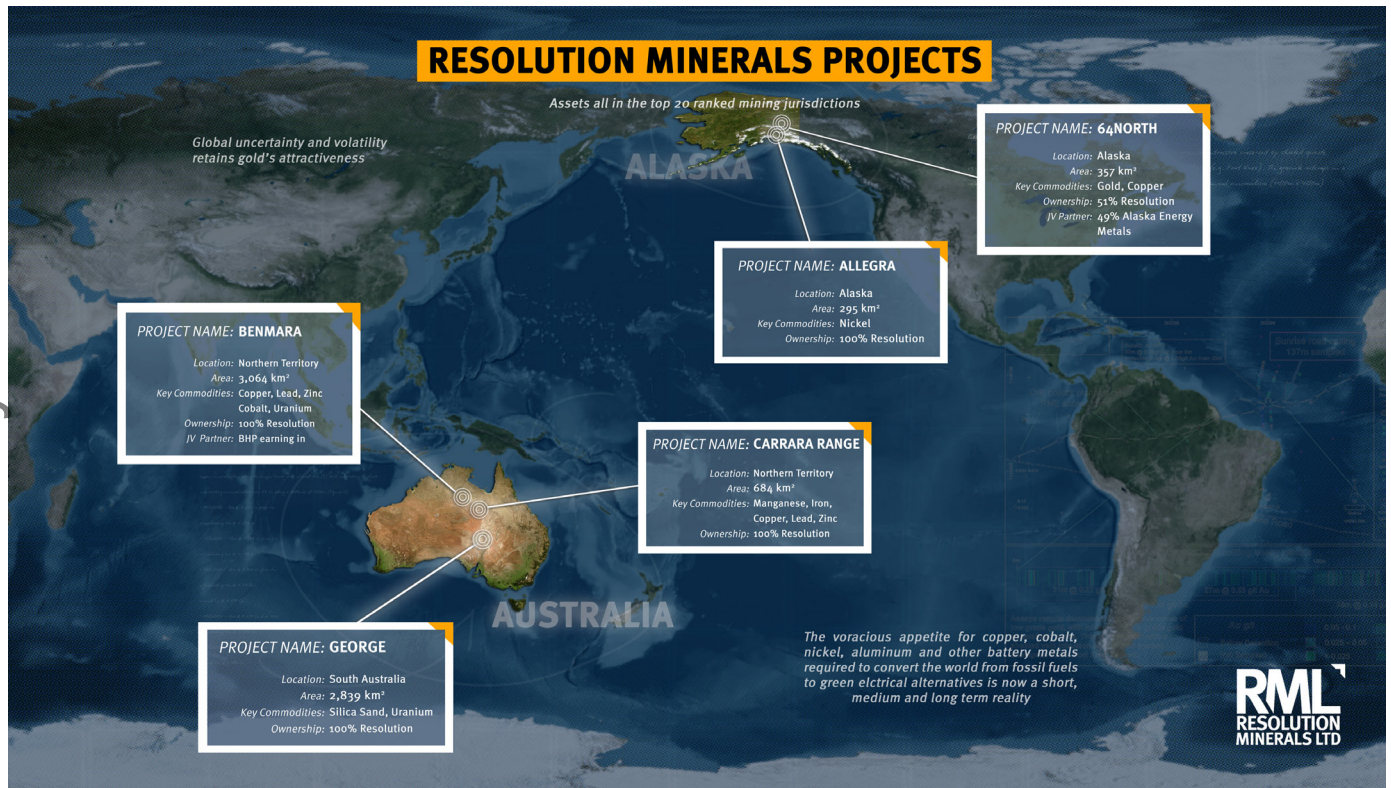 RESOLUTION MINERALS PROJECTS
Assets all in the top 20 ranked mining jurisdictions
Global uncertainty and volatility
retains gold's attractiveness
ALASKA
PROJECT NAME: 64NORTH
Location: Alaska
Area: 357 km²
Key Commodities: Gold, Copper
Ownership: 51% Resolution
JV Partner: 49% Alaska Energy
Metals
PROJECT NAME: ALLEGRA
Location: Alaska
Area: 295 km²
Key Commodities: Nickel
Ownership: 100% Resolution
PROJECT NAME: BENMARA
Location: Northern Territory
Area: 3,064 km²
Key Commodities: Copper, Lead, Zinc
Cobalt, Uranium
Ownership: 100% Resolution
JV Partner: BHP earning in
PROJECT NAME: CARRARA RANGE
Location: Northern Territory
Area: 684 km²
Key Commodities: Manganese, Iron,
Copper, Lead, Zinc
Ownership: 100% Resolution
AUSTRALIA
PROJECT NAME: GEORGE
Location: South Australia
Area: 2,839 km²
Key Commodities: Silica Sand, Uranium
Ownership: 100% Resolution
The voracious appetite for copper, cobalt,
nickel, aluminum and other battery metals
required to convert the world from fossil fuels
to green elctrical alternatives is now a short,
medium and long term reality
RML
RESOLUTION
MINERALS LTD